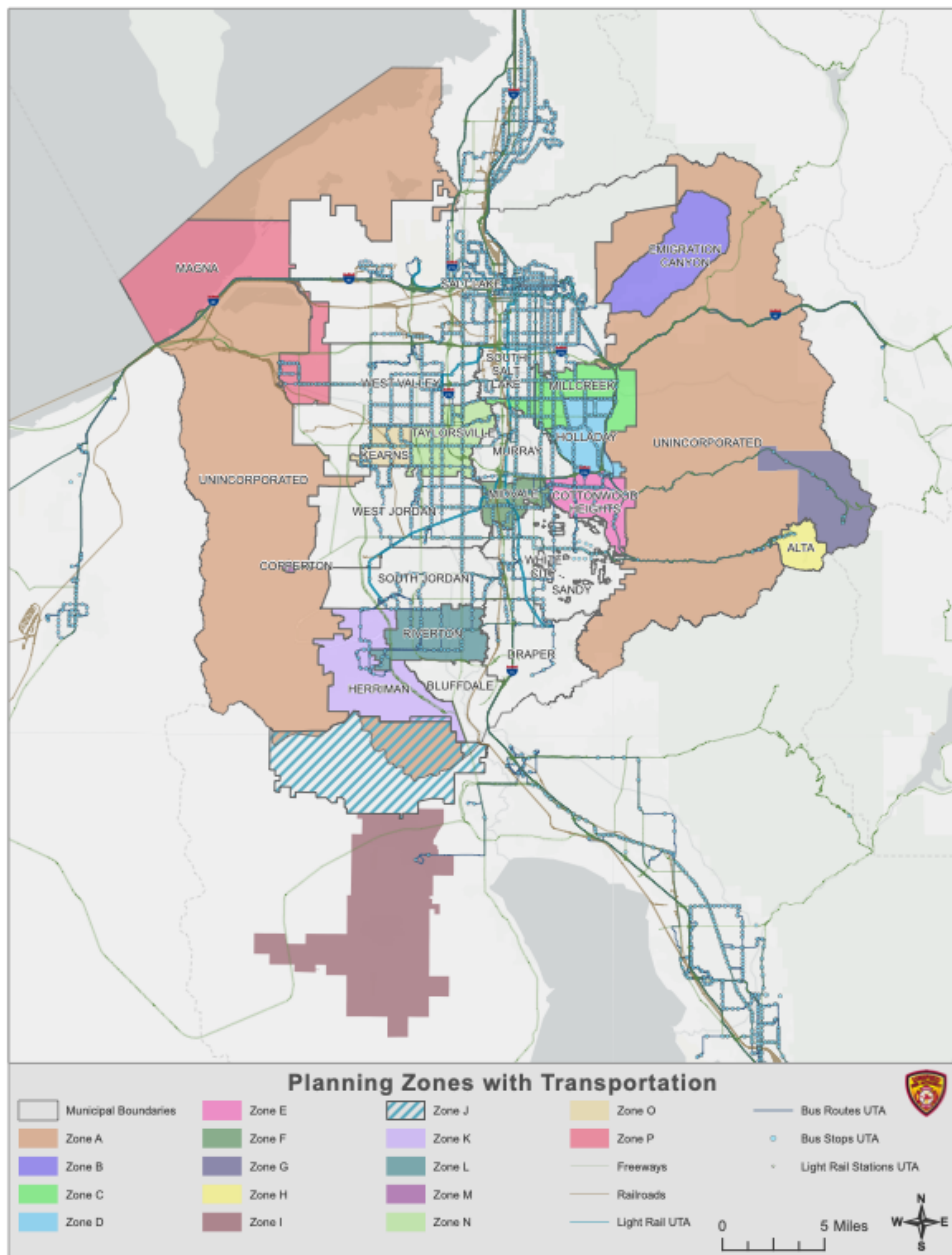 EMIGRATION
CANYON
MAGNA
SALT LAKE
SOUTH
SALT
LAKE
WEST VALLEY
MILLCREEK
TAYLORSVILLE
HOLLADAY
KEARNS
MURRAY
UNINCORPORATED
UNINCORPORATED
MIDVALE
COTTONWOOD
HEIGHTS
WEST JORDAN
ALTA
COPPERTON
WHITE
SOUTH JORDAN
SANDY
RIVERTON
DRAPER
HERRIMAN
BLUFFDALE
Planning Zones with Transportation
Municipal Boundaries
Zone A
Zone B
Zone C
Zone D
Zone E
Zone F
Zone G
Zone H
Zone I
Zone J
Zone K
Zone L
Zone M
Zone N
Zone O
Zone P
Freeways
Railroads
Light Rail UTA
Bus Routes UTA
Bus Stops UTA
Light Rail Stations UTA
0 5 Miles
N
W E
S